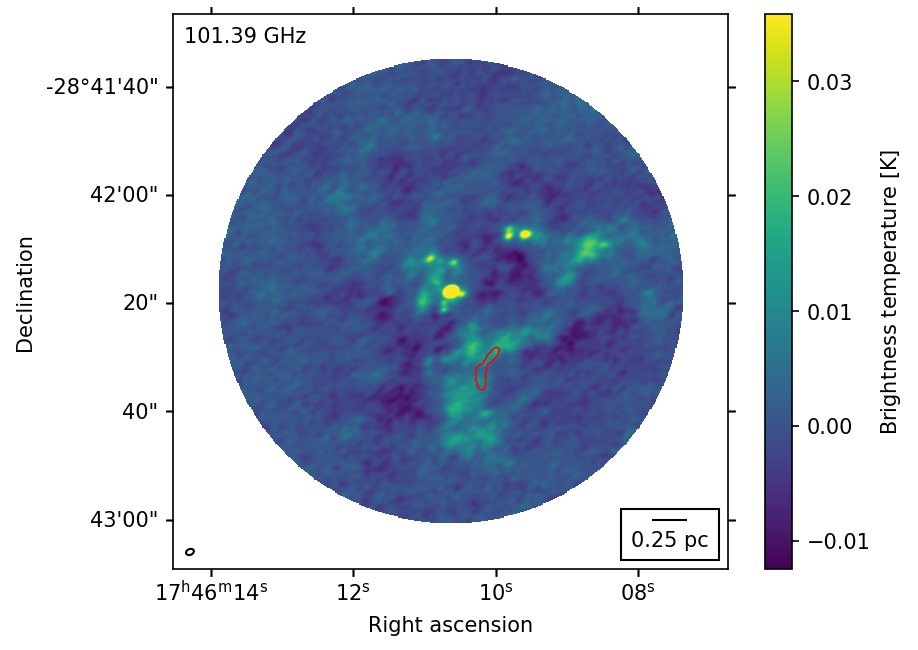 101.39 GHz
-28°41'40"
42'00"
20"
40"
43'00"
Declination
17ʰ46ᵐ14ˢ
12ˢ
10ˢ
08ˢ
Right ascension
0.25 pc
0.03
0.02
0.01
0.00
−0.01
Brightness temperature [K]